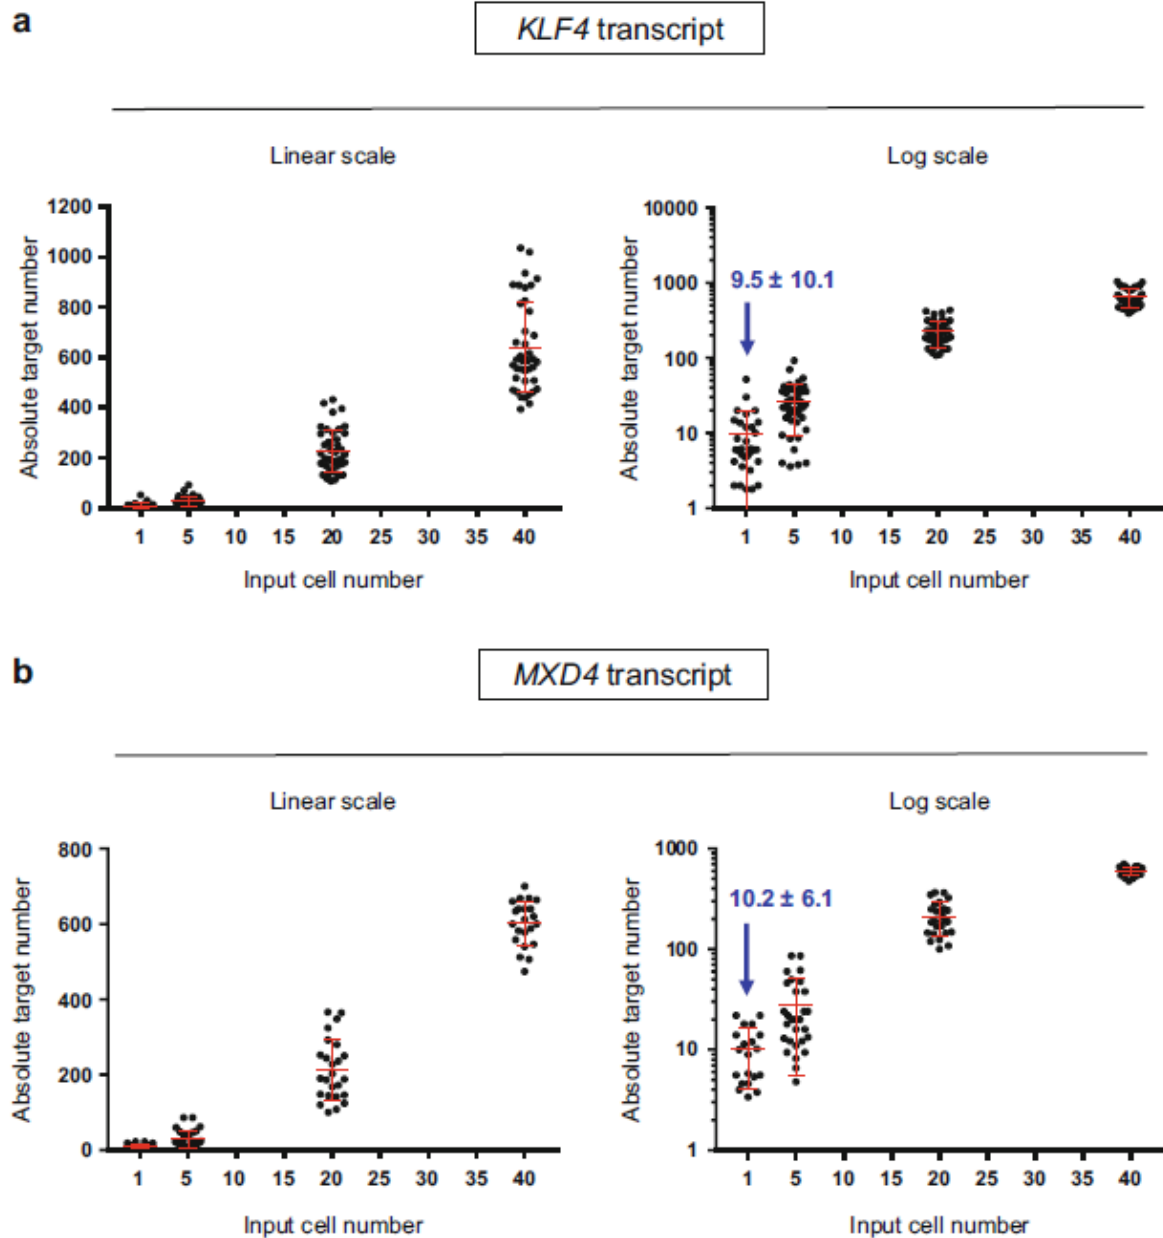 a
KLF4 transcript
Linear scale
Log scale
Absolute target number
1200
1000
800
600
400
200
0
1 5 10 15 20 25 30 35 40
Input cell number
Absolute target number
10000
1000
100
10
1
9.5 ± 10.1
1 5 10 15 20 25 30 35 40
Input cell number
b
MXD4 transcript
Linear scale
Log scale
Absolute target number
800
600
400
200
0
1 5 10 15 20 25 30 35 40
Input cell number
Absolute target number
1000
100
10
1
10.2 ± 6.1
1 5 10 15 20 25 30 35 40
Input cell number